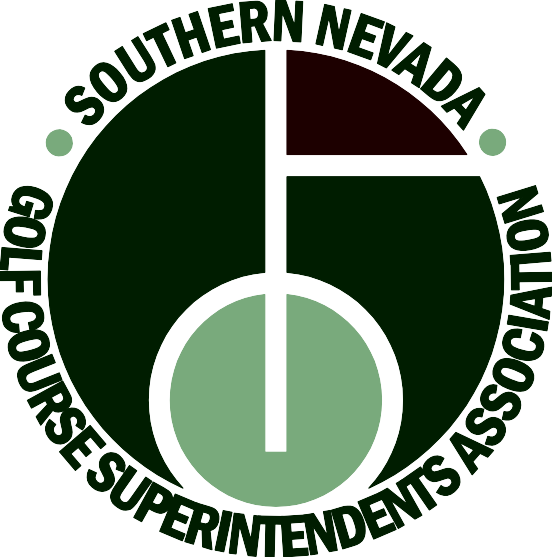 SOUTHERN NEVADA
GOLF COURSE SUPERINTENDENTS ASSOCIATION